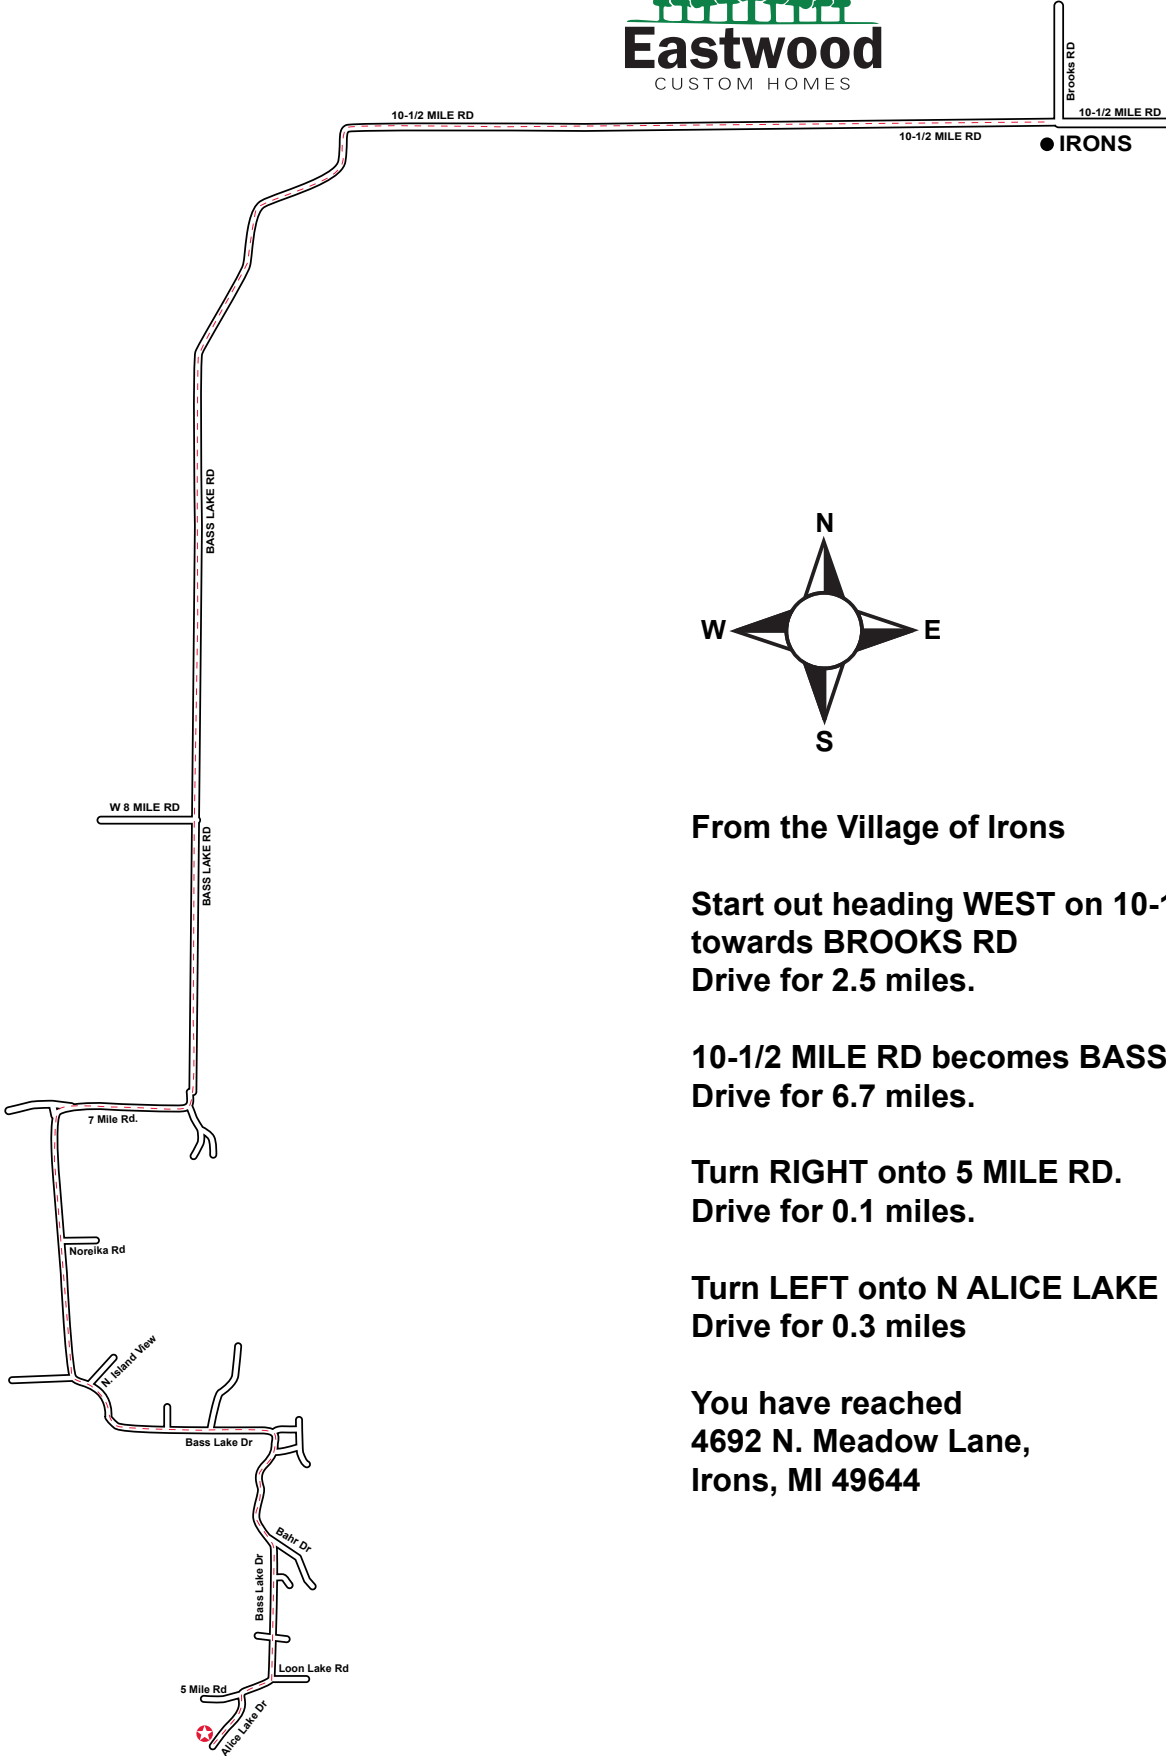 Eastwood
CUSTOM HOMES
Brooks RD
10-1/2 MILE RD
10-1/2 MILE RD
10-1/2 MILE RD
IRONS
BASS LAKE RD
N
W
E
S
W 8 MILE RD
BASS LAKE RD
From the Village of Irons
Start out heading WEST on 10-1
towards BROOKS RD
Drive for 2.5 miles.
10-1/2 MILE RD becomes BASS
Drive for 6.7 miles.
7 Mile Rd.
Turn RIGHT onto 5 MILE RD.
Drive for 0.1 miles.
Noreika Rd
Turn LEFT onto N ALICE LAKE
Drive for 0.3 miles
N. Island View
You have reached
4692 N. Meadow Lane,
Irons, MI 49644
Bass Lake Dr
Bahr Dr
Bass Lake Dr
Loon Lake Rd
5 Mile Rd
Alice Lake Dr